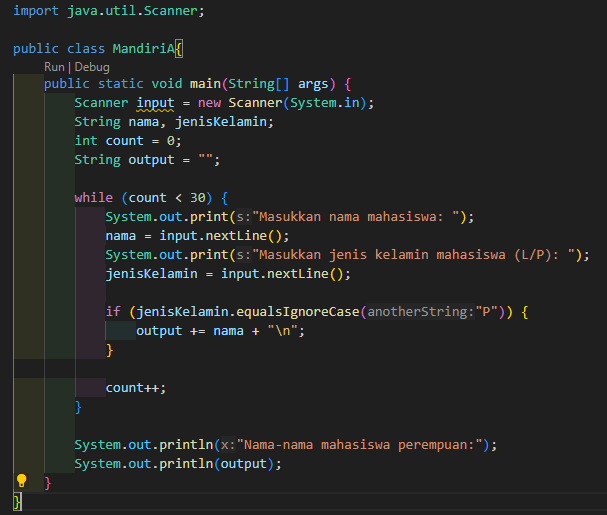 import java.util.Scanner;
public class MandiriA{
Run | Debug
public static void main(String[] args) {
Scanner input = new Scanner(System.in);
String nama, jenisKelamin;
int count = 0;
String output = "";
while (count < 30) {
System.out.print(s:"Masukkan nama mahasiswa: ");
nama = input.nextLine();
System.out.print(s:"Masukkan jenis kelamin mahasiswa (L/P): ");
jenisKelamin = input.nextLine();
if (jenisKelamin.equalsIgnoreCase(anotherString:"P")) {
output += nama + "\n";
}
count++;
}
System.out.println(x:"Nama-nama mahasiswa perempuan:");
System.out.println(output);
}
}